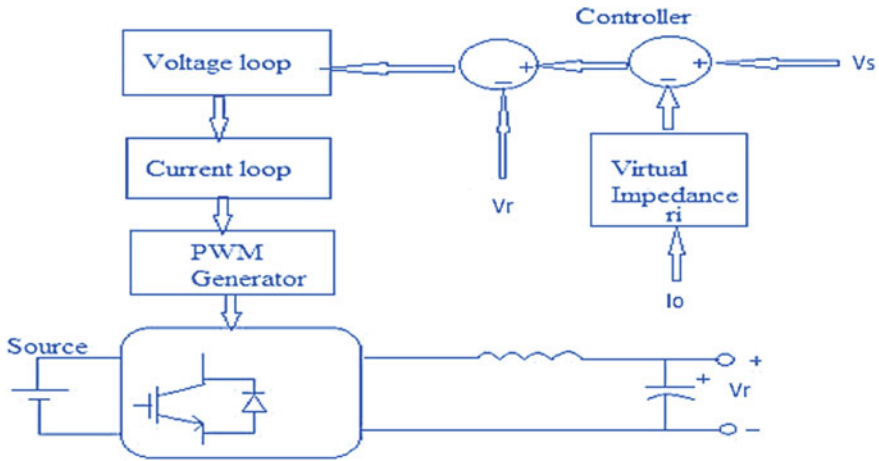 Controller
Voltage loop
+
−
+
−
Vs
Current loop
Virtual
Impedance
ri
Vr
PWM
Generator
Io
Source
+
+
Vr
−